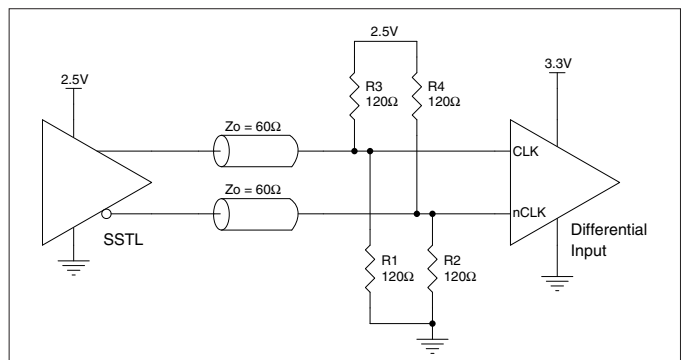 2.5V
2.5V
3.3V
R3
120Ω
R4
120Ω
Zo = 60Ω
CLK
Zo = 60Ω
nCLK
SSTL
Differential
Input
R1
120Ω
R2
120Ω